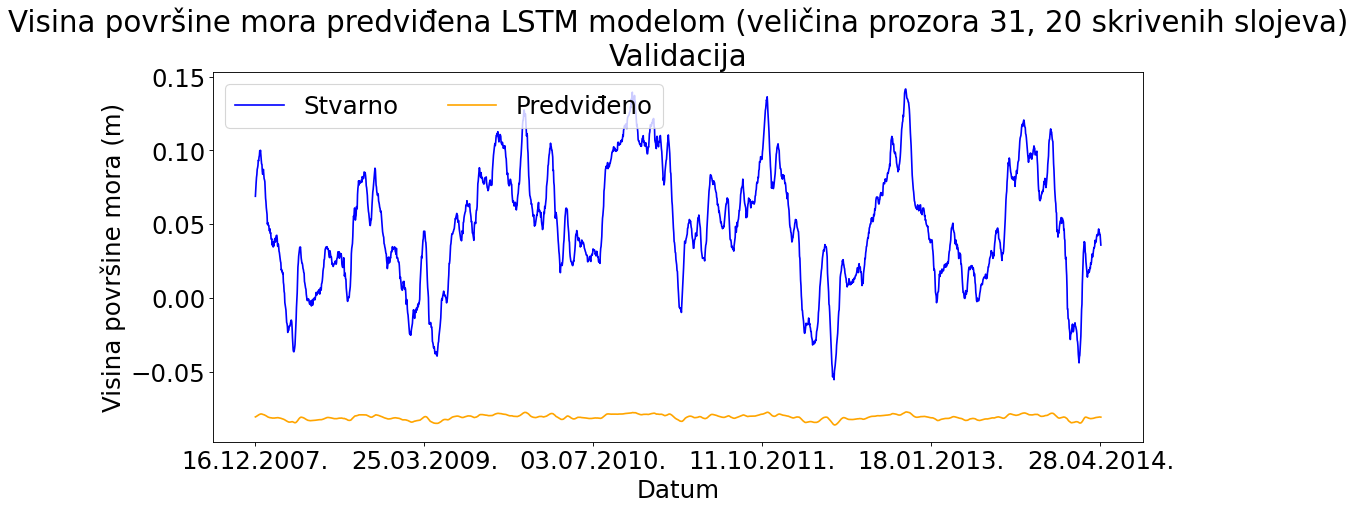 Visina površine mora predviđena LSTM modelom (veličina prozora 31, 20 skrivenih slojeva)
Validacija
Stvarno
Predviđeno
Visina površine mora (m)
0.15
0.10
0.05
0.00
−0.05
16.12.2007.
25.03.2009.
03.07.2010.
11.10.2011.
18.01.2013.
28.04.2014.
Datum